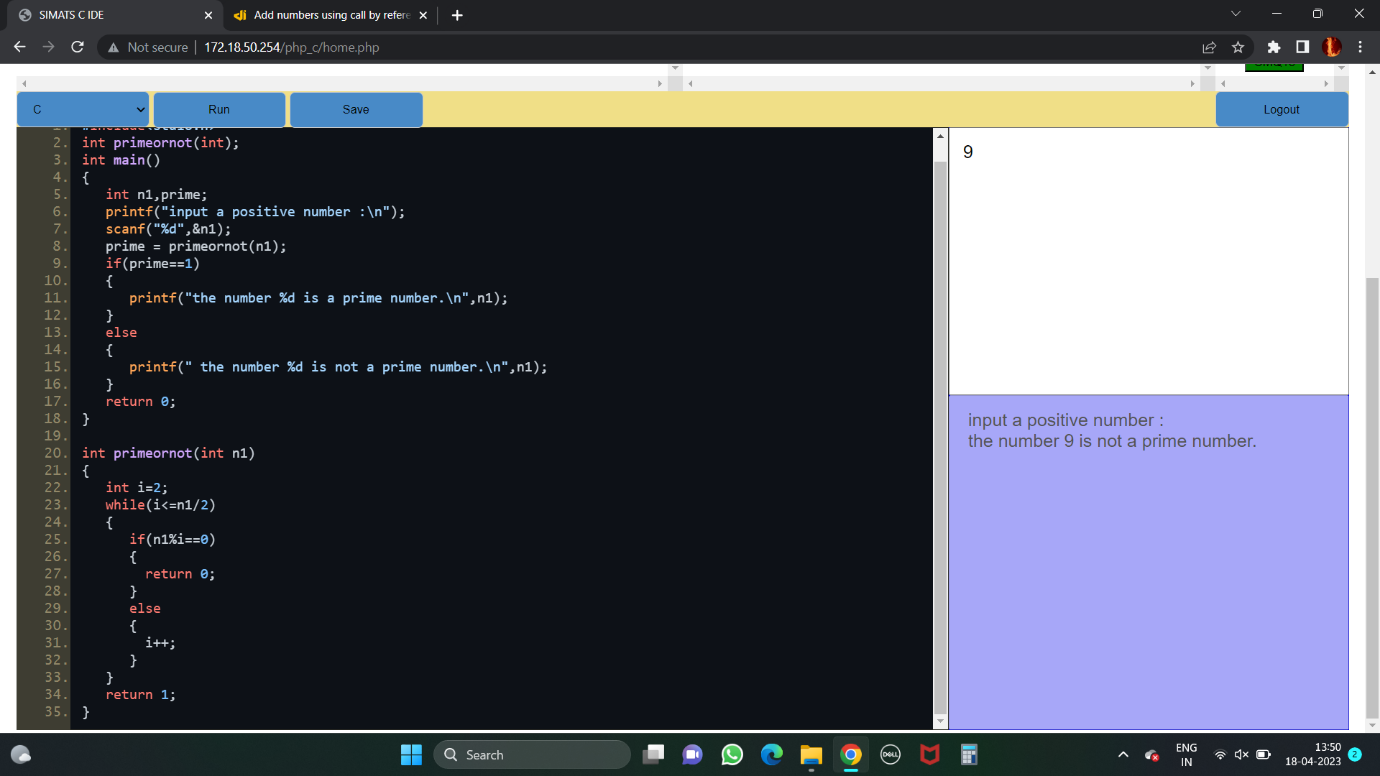 SIMATS C IDE
Add numbers using call by refere
Not secure
172.18.50.254/php_c/home.php
C
Run
Save
Logout
1. #include<stdio.h>
2. int primeornot(int);
3. int main()
4. {
5. int n1,prime;
6. printf("input a positive number :\n");
7. scanf("%d",&n1);
8. prime = primeornot(n1);
9. if(prime==1)
10. {
11. printf("the number %d is a prime number.\n",n1);
12. }
13. else
14. {
15. printf(" the number %d is not a prime number.\n",n1);
16. }
17. return 0;
18. }
19.
20. int primeornot(int n1)
21. {
22. int i=2;
23. while(i<=n1/2)
24. {
25. if(n1%i==0)
26. {
27. return 0;
28. }
29. else
30. {
31. i++;
32. }
33. }
34. return 1;
35. }
9
input a positive number :
the number 9 is not a prime number.
Search
DELL
ENG
IN
13:50
18-04-2023
2